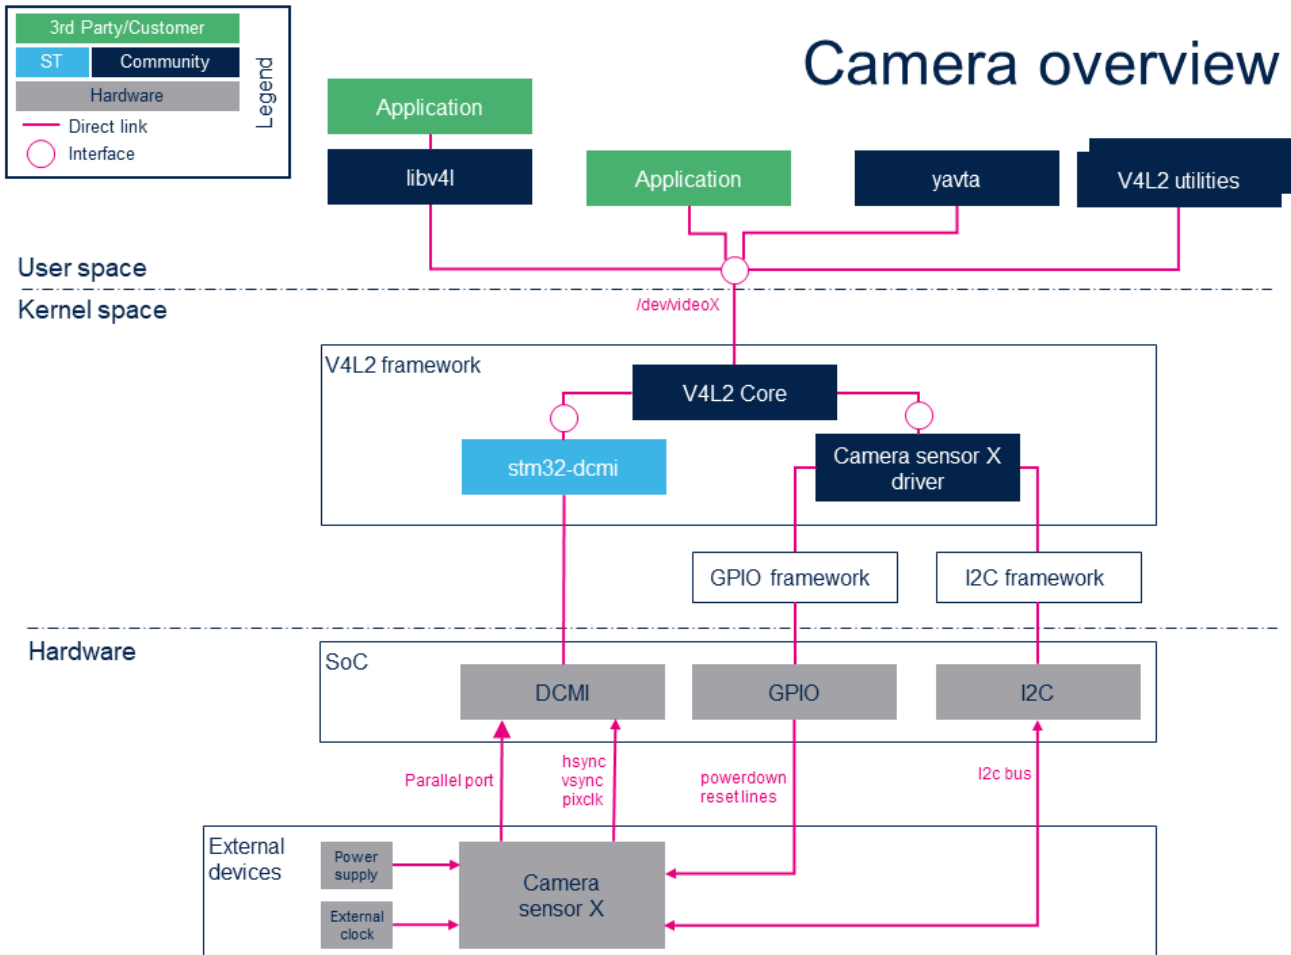 3rd Party/Customer
ST
Community
Hardware
Direct link
Interface
Legend
Camera overview
Application
libv4l
Application
yavta
V4L2 utilities
User space
Kernel space
/dev/videoX
V4L2 framework
V4L2 Core
stm32-dcmi
Camera sensor X
driver
GPIO framework
I2C framework
Hardware
SoC
DCMI
GPIO
I2C
Parallel port
hsync
vsync
pixclk
powerdown
reset lines
I2c bus
External
devices
Power
supply
External
clock
Camera
sensor X